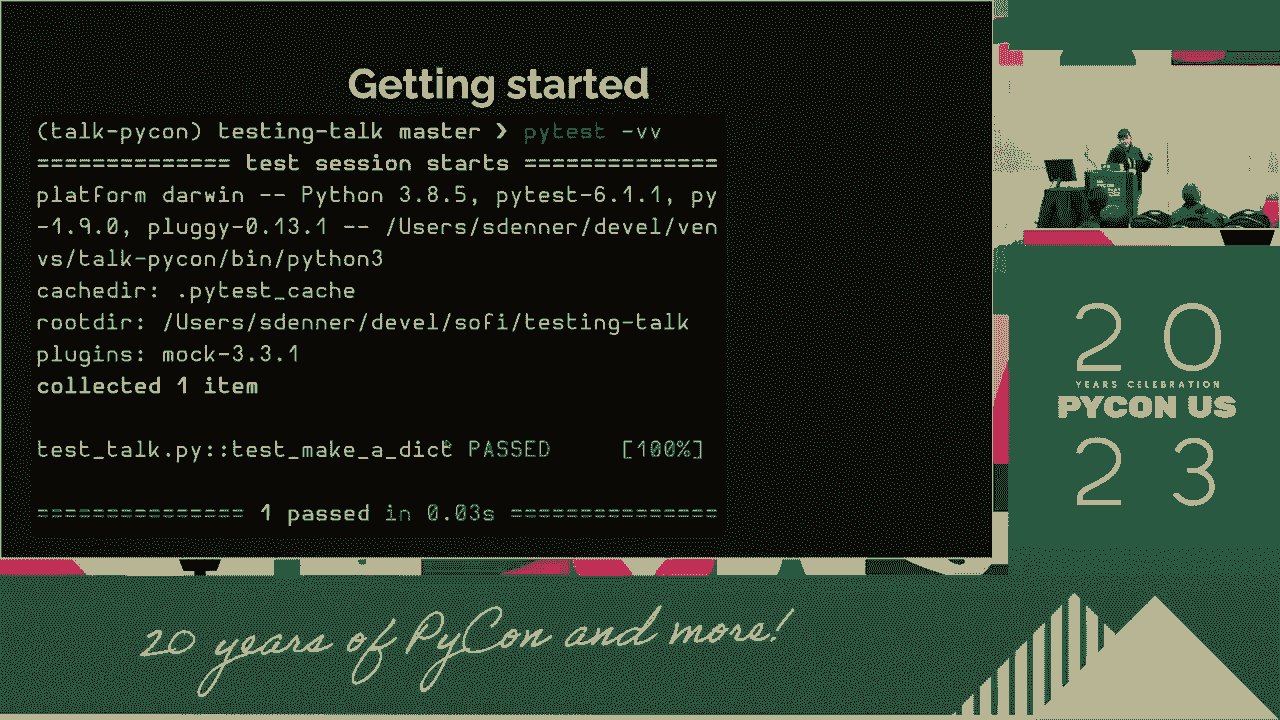 Getting started
(talk-pycon) testing-talk master ❯ pytest -vv
============== test session starts ==============
platform darwin -- Python 3.8.5, pytest-6.1.1, py
-1.9.0, pluggy-0.13.1 -- /Users/sdenner/devel/ven
vs/talk-pycon/bin/python3
cachedir: .pytest_cache
rootdir: /Users/sdenner/devel/sofi/testing-talk
plugins: mock-3.3.1
collected 1 item
test_talk.py::test_make_a_dict PASSED [100%]
=============== 1 passed in 0.03s ===============
20
YEARS CELEBRATION
PYCON US
23
20 years of PyCon and more!